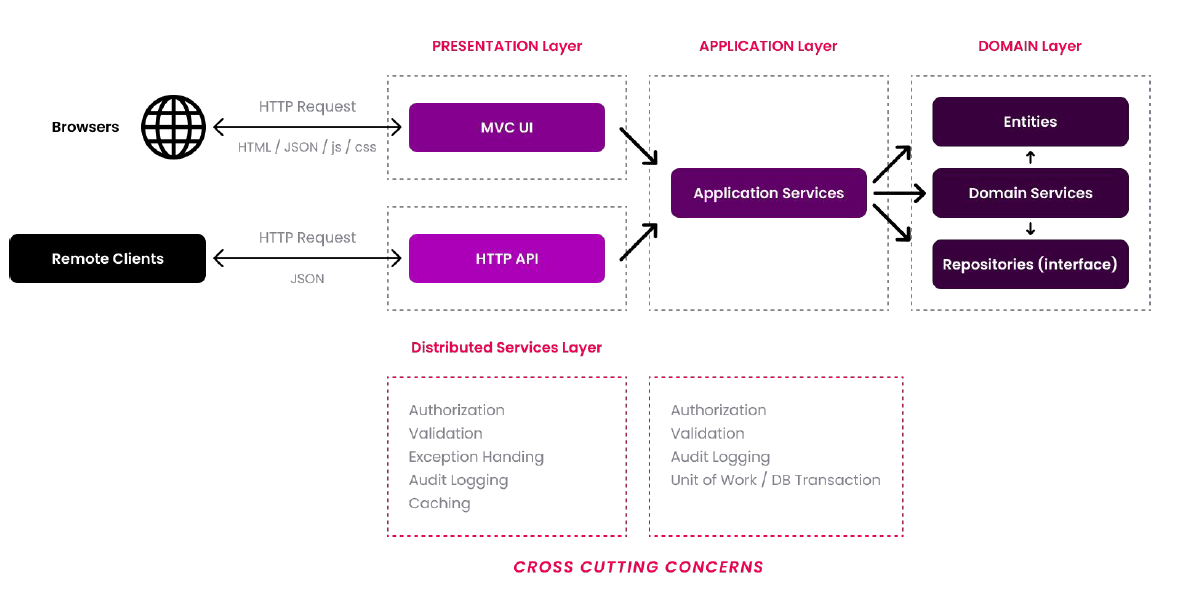 PRESENTATION Layer
APPLICATION Layer
DOMAIN Layer
Browsers
HTTP Request
HTML / JSON / js / css
MVC UI
Application Services
Entities
Domain Services
Repositories (interface)
Remote Clients
HTTP Request
JSON
HTTP API
Distributed Services Layer
Authorization
Validation
Exception Handing
Audit Logging
Caching
Authorization
Validation
Audit Logging
Unit of Work / DB Transaction
CROSS CUTTING CONCERNS